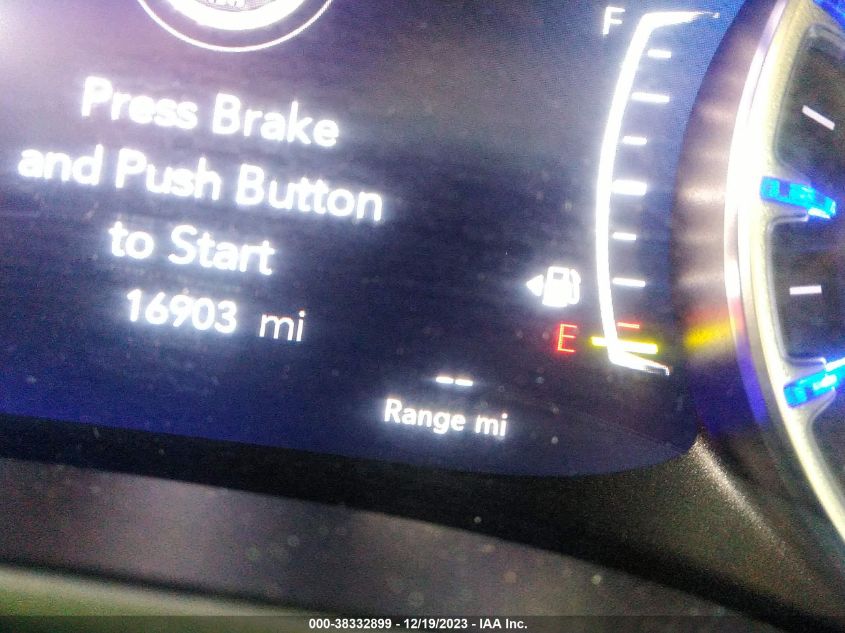 F
Press Brake
and Push Button
to Start
16903 mi
E
--
Range mi
000-38332899 - 12/19/2023 - IAA Inc.